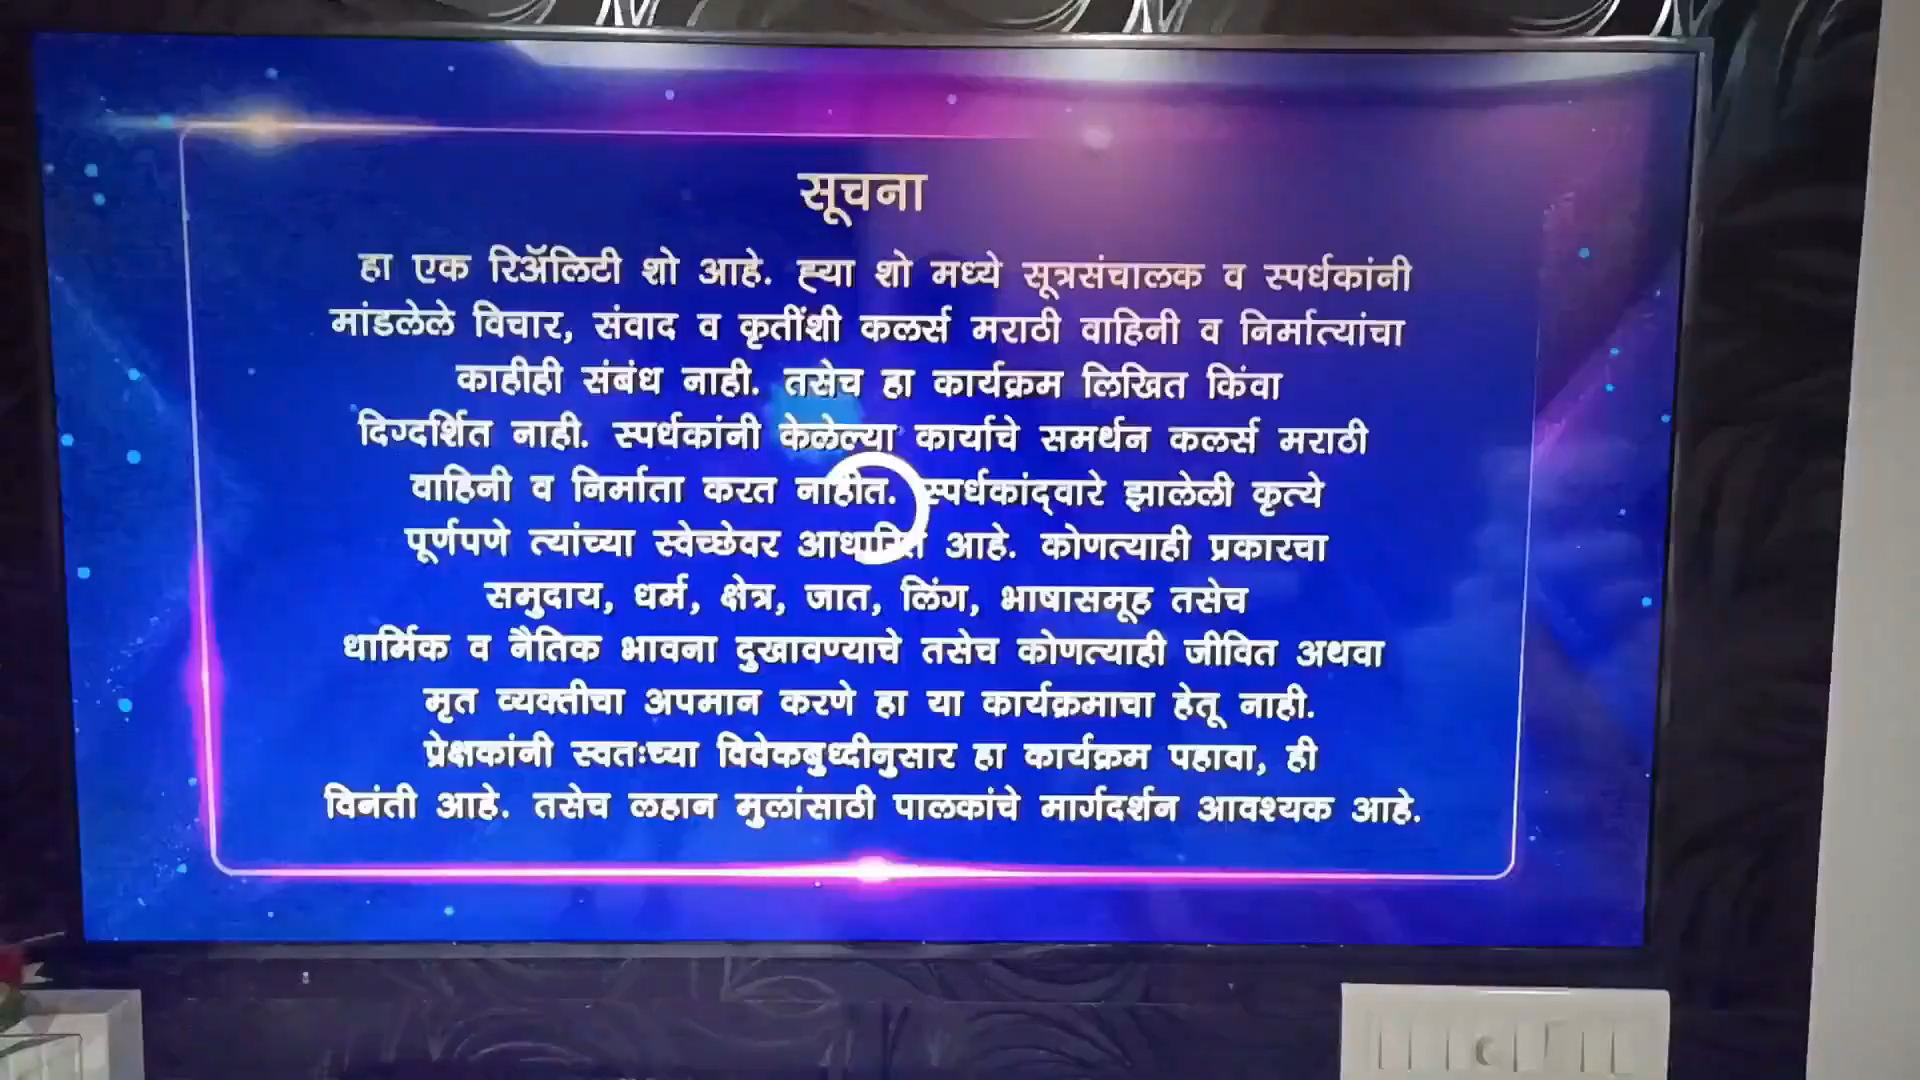 सूचना
हा एक रिॲलिटी शो आहे. ह्या शो मध्ये सूत्रसंचालक व स्पर्धकांनी
मांडलेले विचार, संवाद व कृतींशी कलर्स मराठी वाहिनी व निर्मात्यांचा
काहीही संबंध नाही. तसेच हा कार्यक्रम लिखित किंवा
दिग्दर्शित नाही. स्पर्धकांनी केलेल्या कार्याचे समर्थन कलर्स मराठी
वाहिनी व निर्माता करत नाहीत. स्पर्धकांद्वारे झालेली कृत्ये
पूर्णपणे त्यांच्या स्वेच्छेवर आधारित आहे. कोणत्याही प्रकारचा
समुदाय, धर्म, क्षेत्र, जात, लिंग, भाषासमूह तसेच
धार्मिक व नैतिक भावना दुखावण्याचे तसेच कोणत्याही जीवित अथवा
मृत व्यक्तीचा अपमान करणे हा या कार्यक्रमाचा हेतू नाही.
प्रेक्षकांनी स्वतःच्या विवेकबुध्दीनुसार हा कार्यक्रम पहावा, ही
विनंती आहे. तसेच लहान मुलांसाठी पालकांचे मार्गदर्शन आवश्यक आहे.